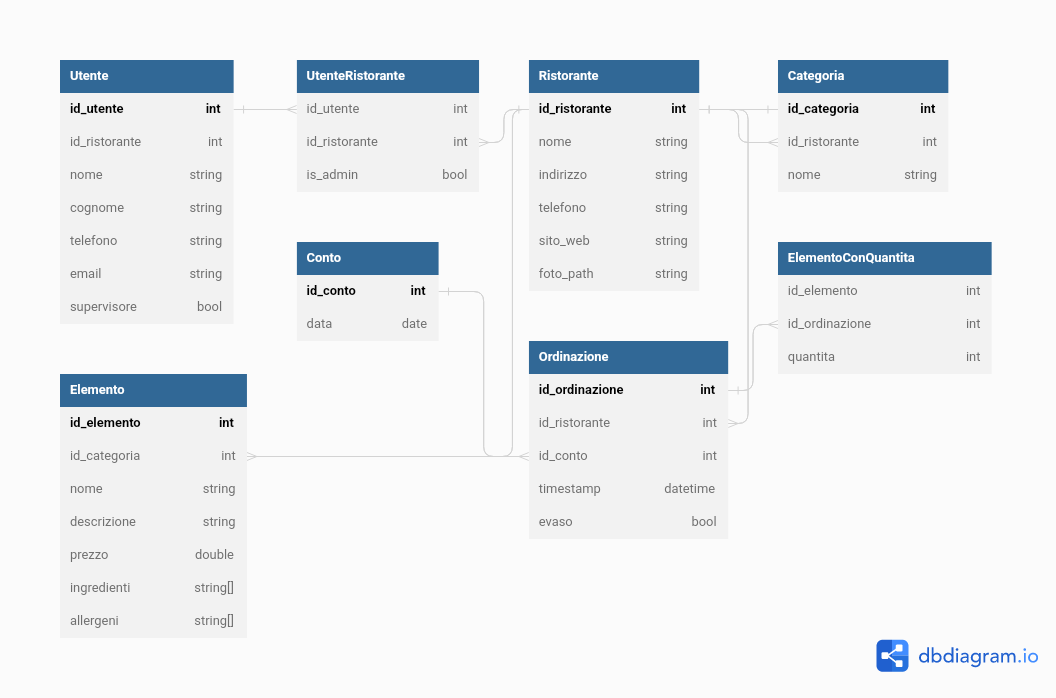 Utente
id_utente int
id_ristorante int
nome string
cognome string
telefono string
email string
supervisore bool
UtenteRistorante
id_utente int
id_ristorante int
is_admin bool
Ristorante
id_ristorante int
nome string
indirizzo string
telefono string
sito_web string
foto_path string
Categoria
id_categoria int
id_ristorante int
nome string
Conto
id_conto int
data date
ElementoConQuantita
id_elemento int
id_ordinazione int
quantita int
Ordinazione
id_ordinazione int
id_ristorante int
id_conto int
timestamp datetime
evaso bool
Elemento
id_elemento int
id_categoria int
nome string
descrizione string
prezzo double
ingredienti string[]
allergeni string[]
dbdiagram.io